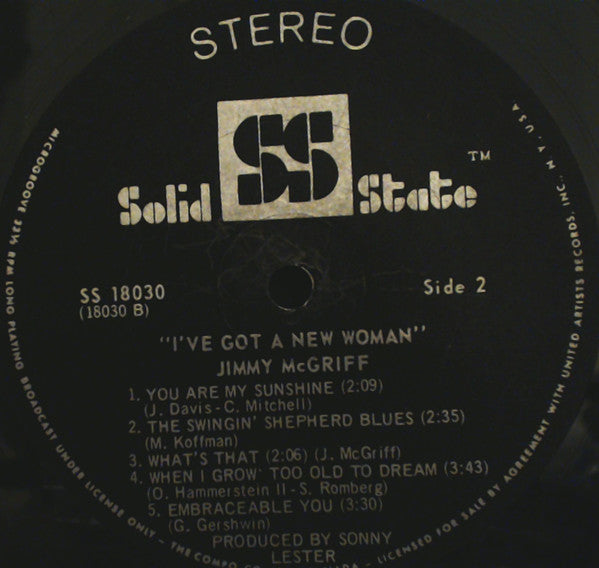 STEREO
SS
Solid State ™
SS 18030
(18030 B)
Side 2
"I'VE GOT A NEW WOMAN"
JIMMY McGRIFF
1. YOU ARE MY SUNSHINE (2:09)
(J. Davis-C. Mitchell)
2. THE SWINGIN' SHEPHERD BLUES (2:35)
(M. Koffman)
3. WHAT'S THAT (2:06) (J. McGriff)
4. WHEN I GROW' TOO OLD TO DREAM (3:43)
(O. Hammerstein II - S. Romberg)
5. EMBRACEABLE YOU (3:30)
(G. Gershwin)
PRODUCED BY SONNY
LESTER
MICROGROOVE 33⅓ RPM LONG PLAYING BROADCAST UNDER LICENSE ONLY - THE COMPO CO. - LICENSED FOR SALE BY AGREEMENT WITH UNITED ARTISTS RECORDS, INC., N.Y. USA